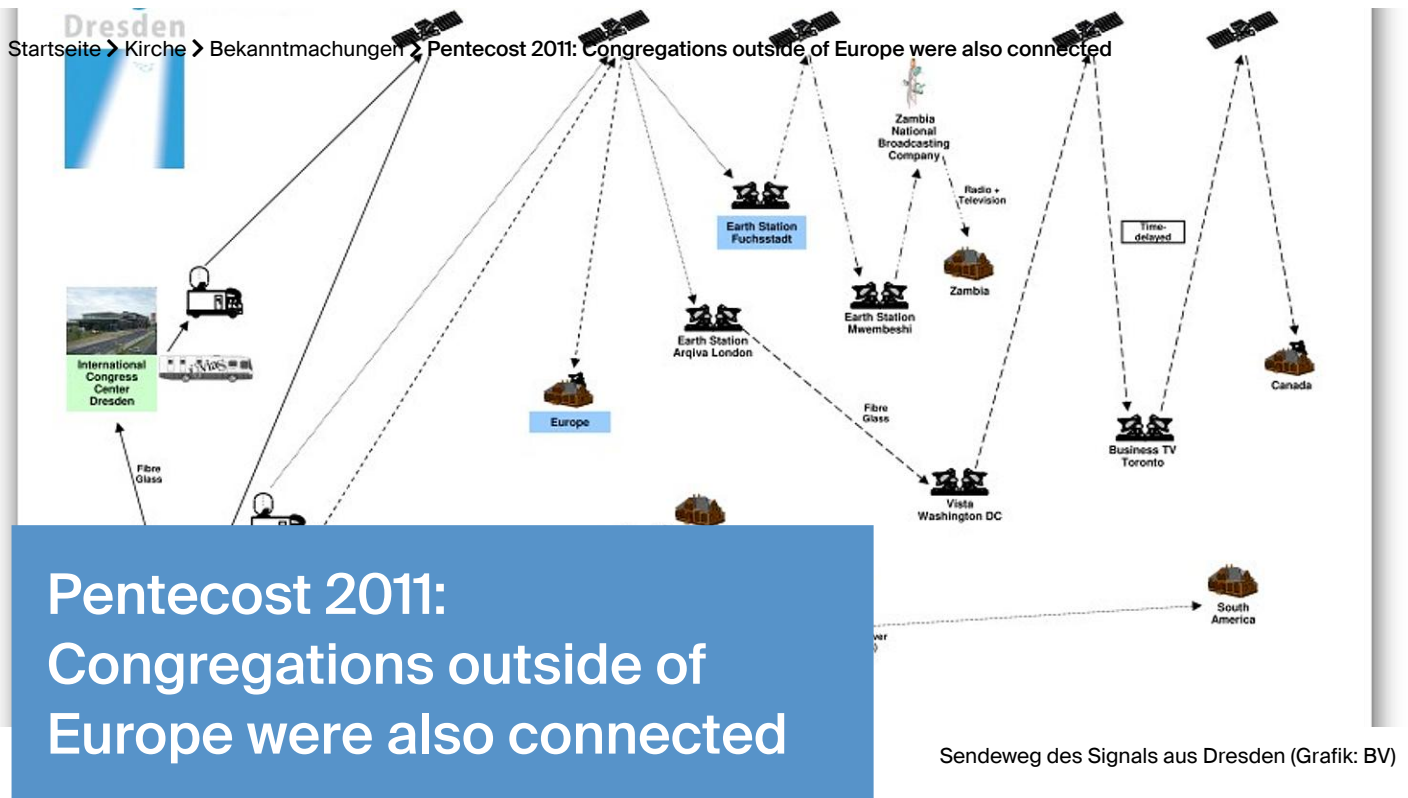 Dresden
Startseite > Kirche > Bekanntmachungen > Pentecost 2011: Congregations outside of Europe were also connected
Zambia
National
Broadcasting
Company
Radio +
Television
Earth Station
Fuchsstadt
Time-
delayed
Zambia
Earth Station
Mwembeshi
Earth Station
Arqiva London
International
Congress
Center
Dresden
Canada
Europe
Fibre
Glass
Business TV
Toronto
Fibre
Glass
Vista
Washington DC
Pentecost 2011:
Congregations outside of
Europe were also connected
South
America
Sendeweg des Signals aus Dresden (Grafik: BV)